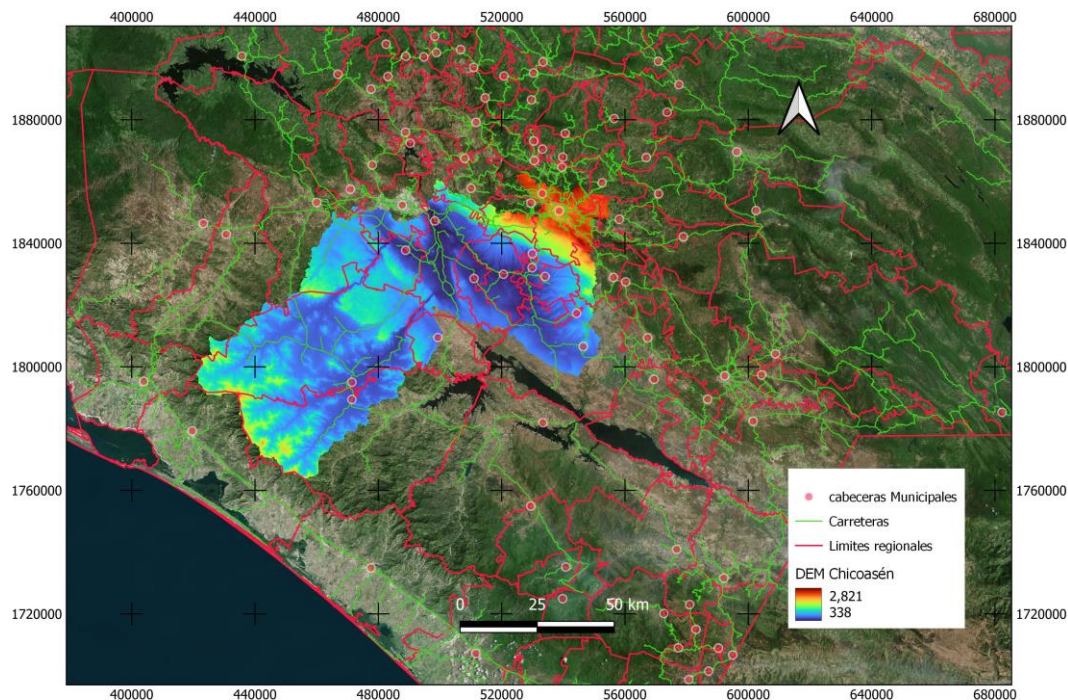 400000 440000 480000 520000 560000 600000 640000 680000
1880000 1880000
1840000 1840000
1800000 1800000
1760000 1760000
cabeceras Municipales
Carreteras
Limites regionales
DEM Chicoasén
2,821
338
0 25 50 km
1720000 1720000
400000 440000 480000 520000 560000 600000 640000 680000